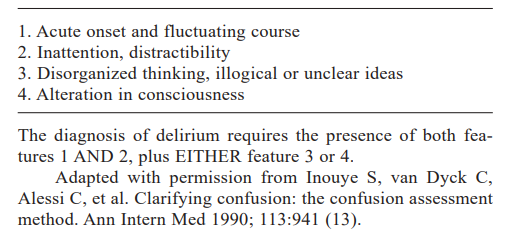 1. Acute onset and fluctuating course
2. Inattention, distractibility
3. Disorganized thinking, illogical or unclear ideas
4. Alteration in consciousness
The diagnosis of delirium requires the presence of both fea-
tures 1 AND 2, plus EITHER feature 3 or 4.
Adapted with permission from Inouye S, van Dyck C,
Alessi C, et al. Clarifying confusion: the confusion assessment
method. Ann Intern Med 1990; 113:941 (13).